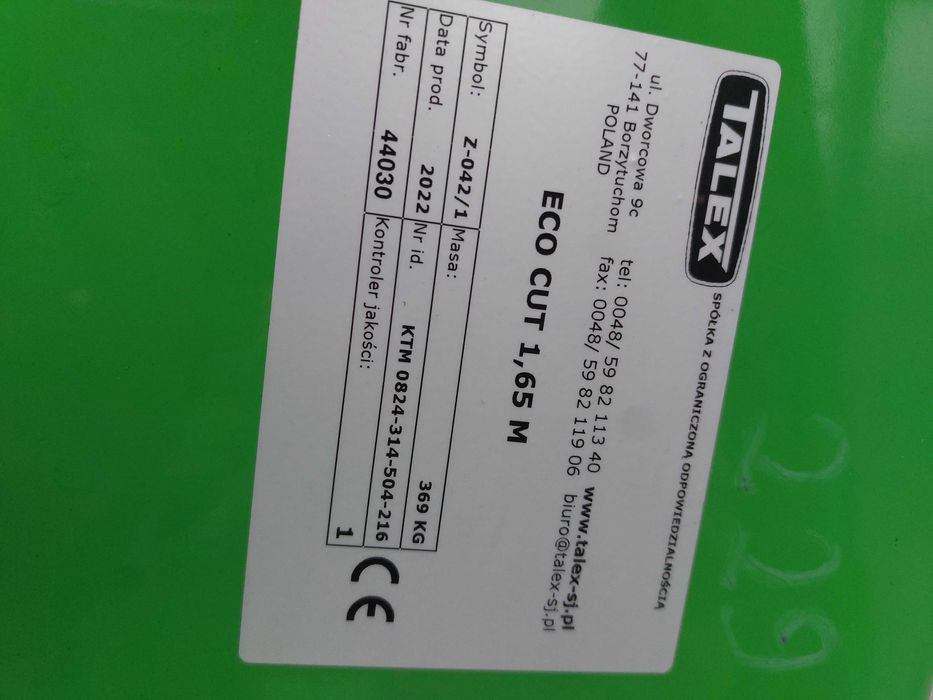 TALEX
SPÓŁKA Z OGRANICZONĄ ODPOWIEDZIALNOŚCIĄ
ul. Dworcowa 9c
77-141 Borzytuchom
POLAND
tel: 0048/ 59 82 113 40 www.talex-sj.pl
fax: 0048/ 59 82 119 06 biuro@talex-sj.pl
ECO CUT 1,65 M
Symbol: Z-042/1 Masa: 369 KG
Data prod. 2022 Nr id. KTM 0824-314-504-216
Nr fabr. 44030 Kontroler jakości: 1
CE
229